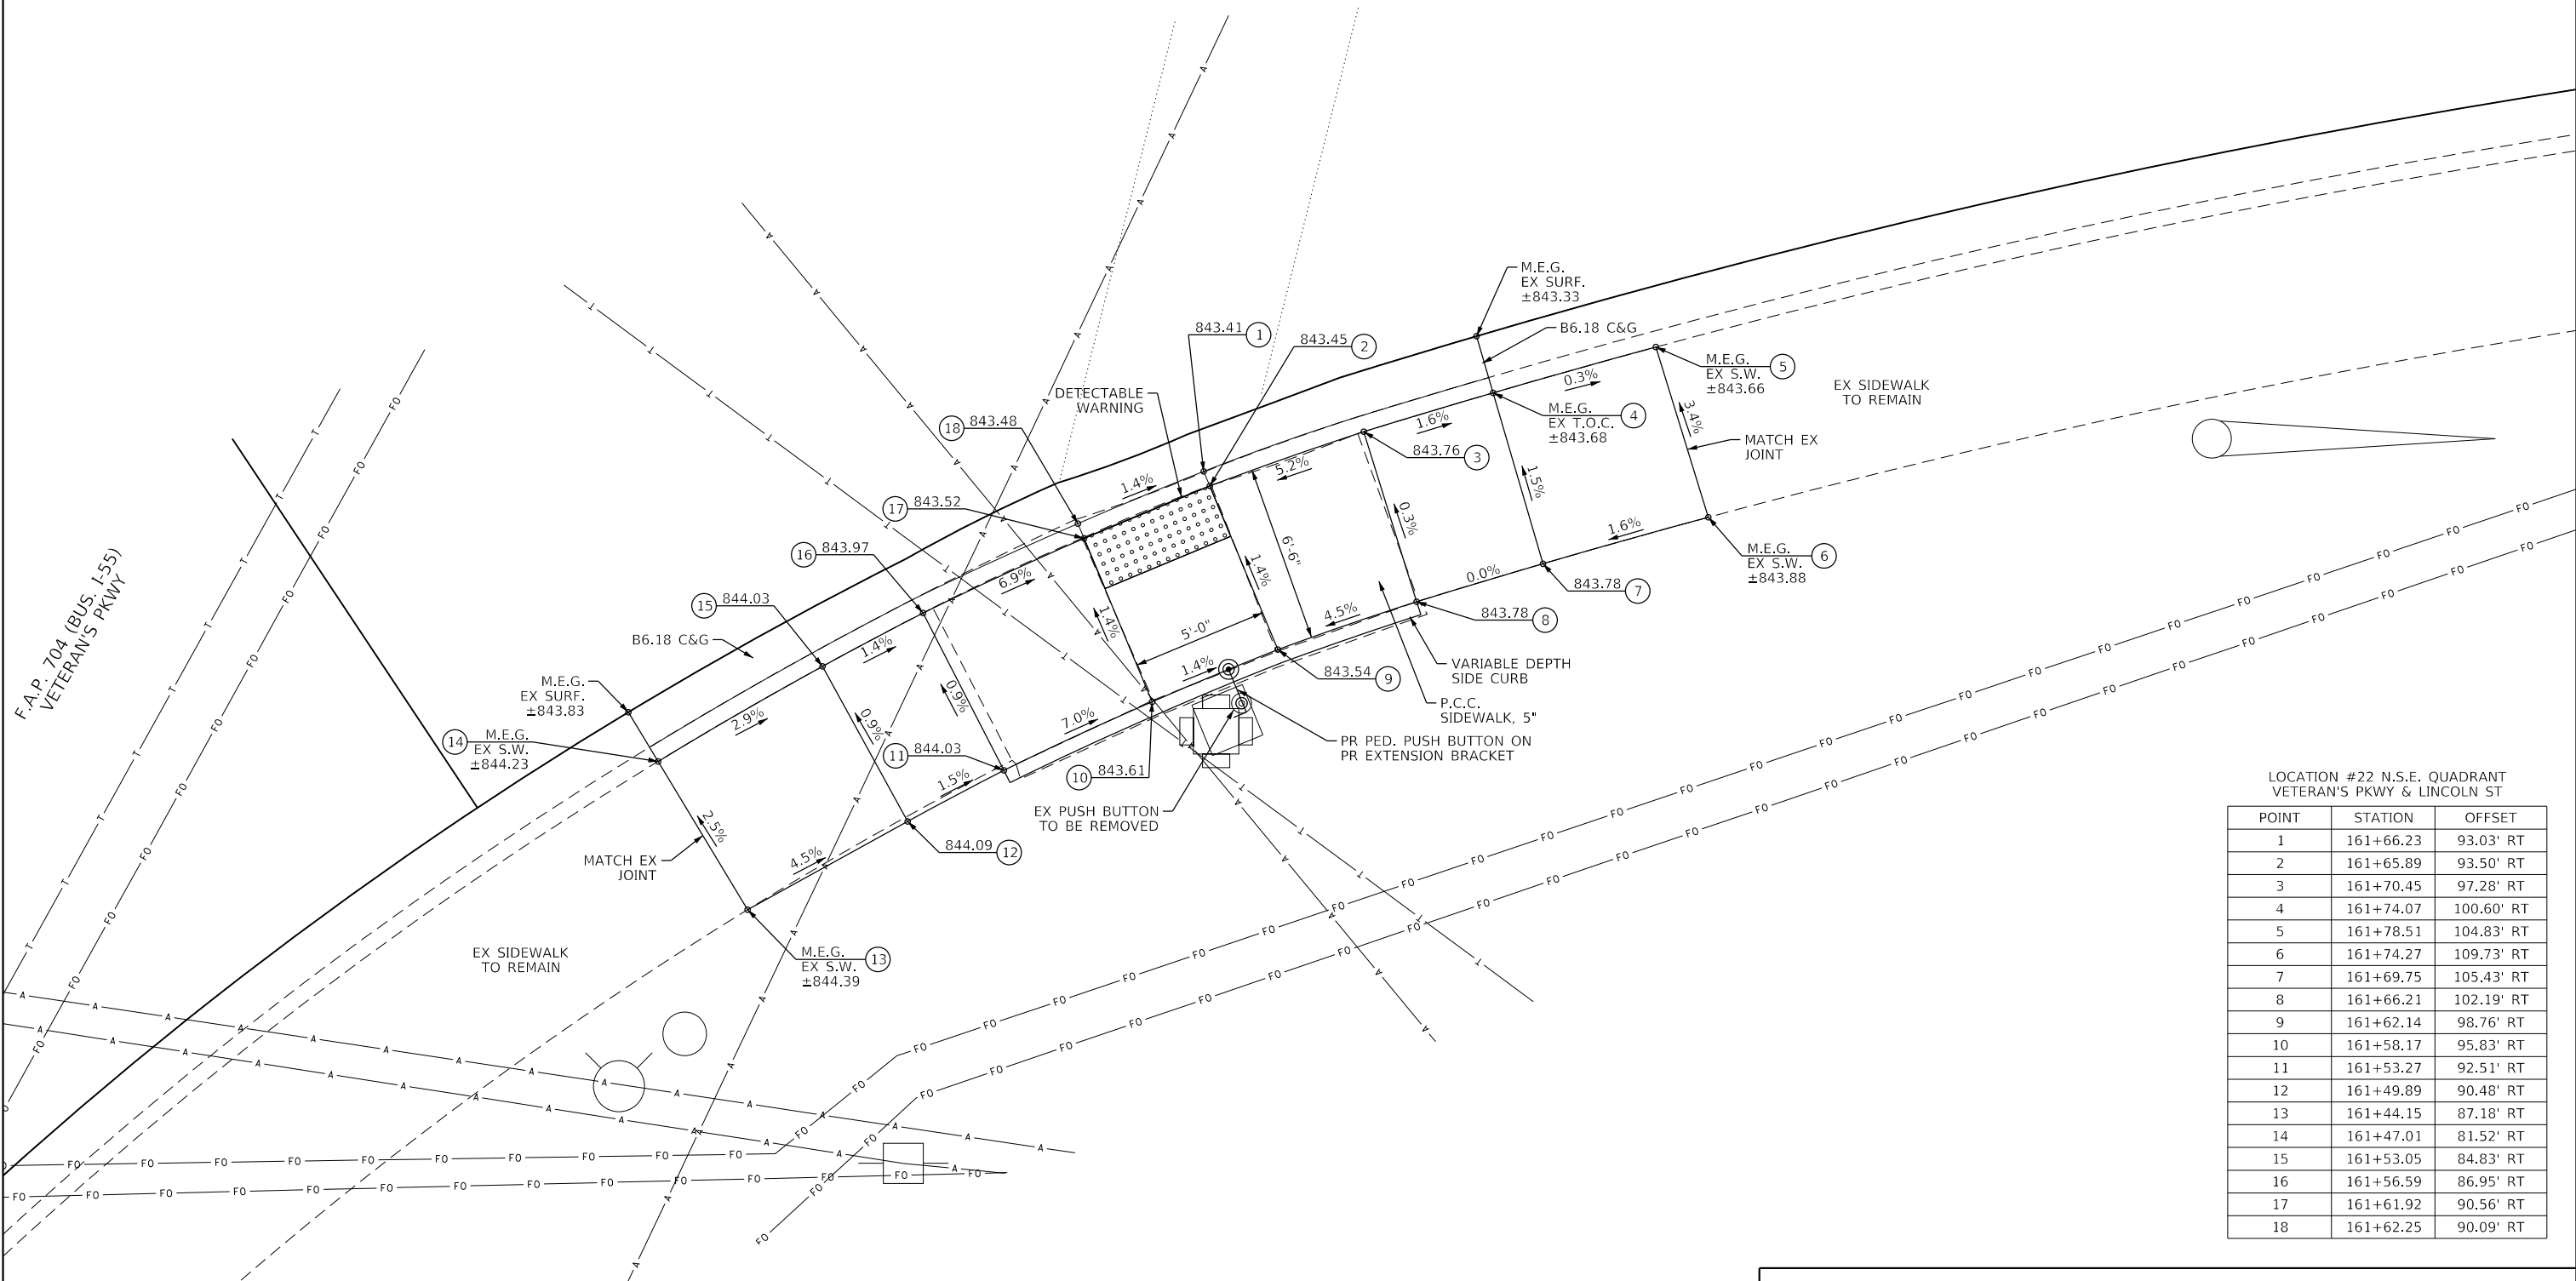 M.E.G.
EX SURF.
±843.33
B6.18 C&G
843.41 1
843.45 2
DETECTABLE
WARNING
18 843.48
1.4%
17 843.52
16 843.97
6.9%
15 844.03
B6.18 C&G
1.4%
M.E.G.
EX SURF.
±843.83
14 M.E.G.
EX S.W.
±844.23
2.9%
0.9%
0.9%
2.5%
MATCH EX
JOINT
4.5%
1.5%
11 844.03
7.0%
10 843.61
844.09 12
M.E.G. 13
EX S.W.
±844.39
EX SIDEWALK
TO REMAIN
F.A.P. 704 (BUS. I-55)
VETERAN'S PKWY
1.4%
5'-0"
1.4%
1.4%
6'-6"
5.2%
4.5%
843.54 9
0.3%
843.76 3
1.6%
0.3%
M.E.G. 5
EX S.W.
±843.66
M.E.G. 4
EX T.O.C.
±843.68
EX SIDEWALK
TO REMAIN
3.4%
MATCH EX
JOINT
1.5%
1.6%
M.E.G. 6
EX S.W.
±843.88
0.0%
843.78 7
843.78 8
VARIABLE DEPTH
SIDE CURB
P.C.C.
SIDEWALK, 5"
PR PED. PUSH BUTTON ON
PR EXTENSION BRACKET
EX PUSH BUTTON
TO BE REMOVED
LOCATION #22 N.S.E. QUADRANT
VETERAN'S PKWY & LINCOLN ST
POINT STATION OFFSET
1 161+66.23 93.03' RT
2 161+65.89 93.50' RT
3 161+70.45 97.28' RT
4 161+74.07 100.60' RT
5 161+78.51 104.83' RT
6 161+74.27 109.73' RT
7 161+69.75 105.43' RT
8 161+66.21 102.19' RT
9 161+62.14 98.76' RT
10 161+58.17 95.83' RT
11 161+53.27 92.51' RT
12 161+49.89 90.48' RT
13 161+44.15 87.18' RT
14 161+47.01 81.52' RT
15 161+53.05 84.83' RT
16 161+56.59 86.95' RT
17 161+61.92 90.56' RT
18 161+62.25 90.09' RT